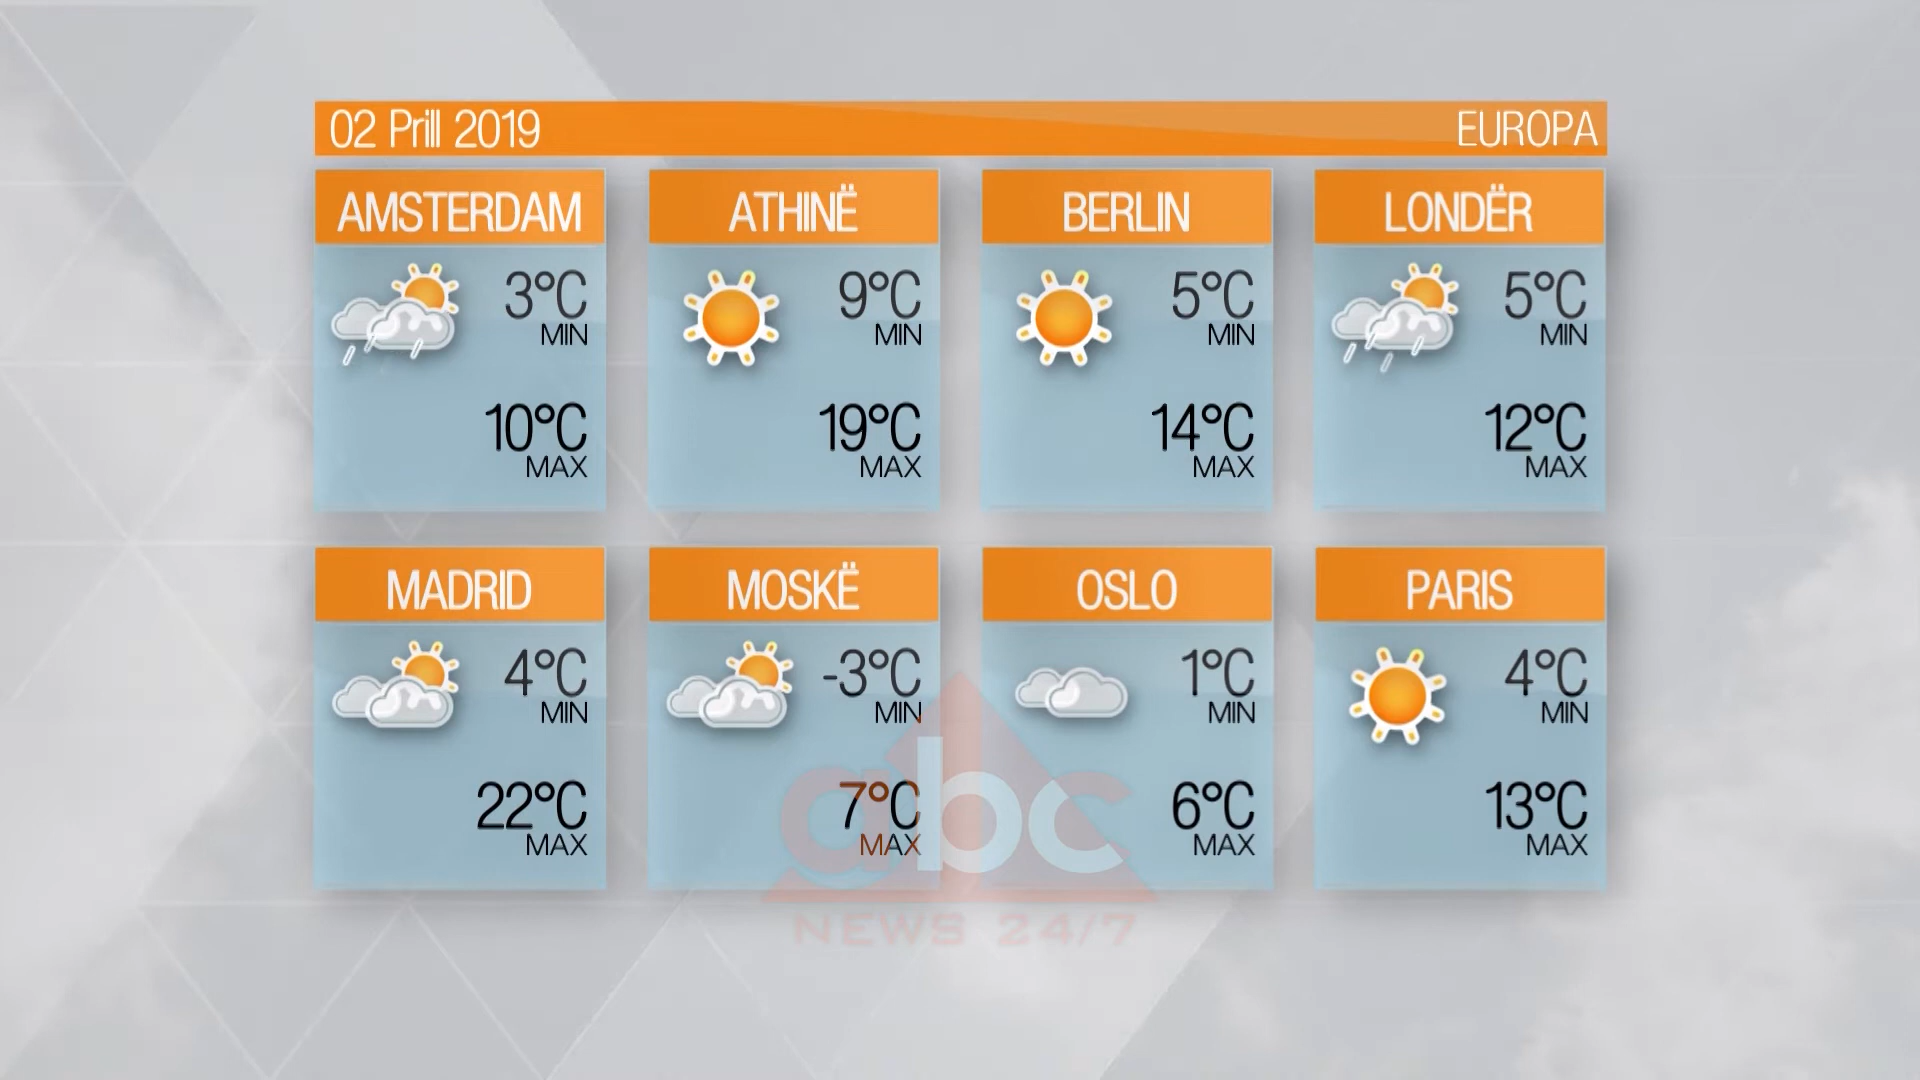 02 Prill 2019 EUROPA
AMSTERDAM
3°C
MIN
10°C
MAX
ATHINË
9°C
MIN
19°C
MAX
BERLIN
5°C
MIN
14°C
MAX
LONDËR
5°C
MIN
12°C
MAX
MADRID
4°C
MIN
22°C
MAX
MOSKË
-3°C
MIN
7°C
MAX
OSLO
1°C
MIN
6°C
MAX
PARIS
4°C
MIN
13°C
MAX
abc
NEWS 24/7